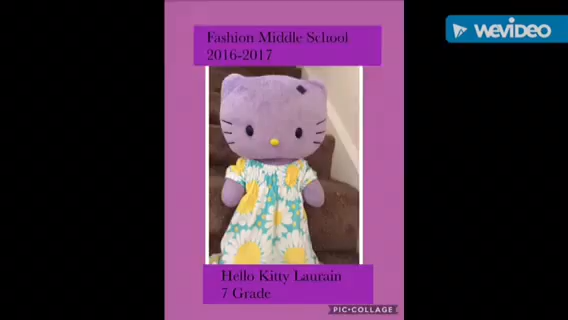 Fashion Middle School
2016-2017
WEVIDEO
Hello Kitty Laurain
7 Grade
PIC•COLLAGE